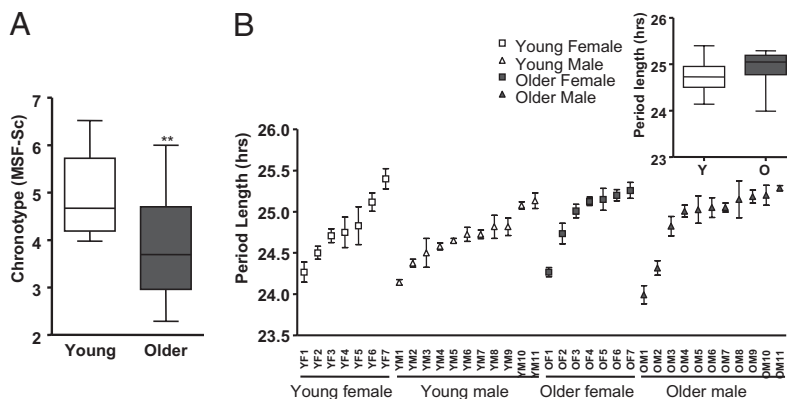 A
Chronotype (MSF-Sc)
7
6
5
4
3
2
**
Young Older
B
Young Female
Young Male
Older Female
Older Male
Period length (hrs)
26
25
24
23
Y O
Period Length (hrs)
26.0
25.5
25.0
24.5
24.0
23.5
YF1 YF2 YF3 YF4 YF5 YF6 YF7 YM1 YM2 YM3 YM4 YM5 YM6 YM7 YM8 YM9 YM10 YM11 OF1 OF2 OF3 OF4 OF5 OF6 OF7 OM1 OM2 OM3 OM4 OM5 OM6 OM7 OM8 OM9 OM10 OM11
Young female Young male Older female Older male